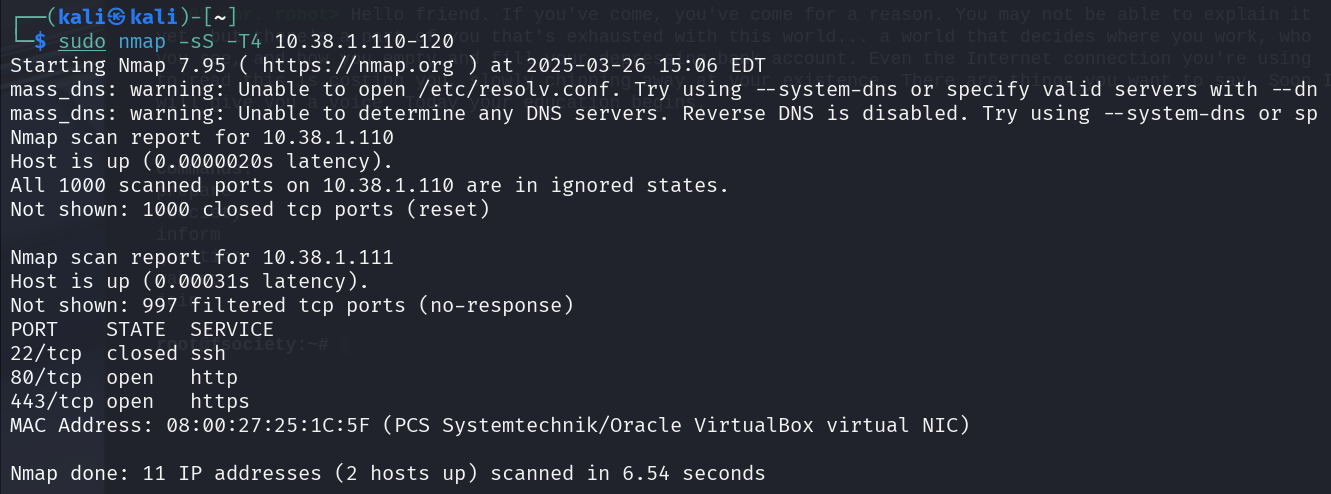 ┌──(kali㉿kali)-[~]
└─$ sudo nmap -sS -T4 10.38.1.110-120
Starting Nmap 7.95 ( https://nmap.org ) at 2025-03-26 15:06 EDT
mass_dns: warning: Unable to open /etc/resolv.conf. Try using --system-dns or specify valid servers with --dn
mass_dns: warning: Unable to determine any DNS servers. Reverse DNS is disabled. Try using --system-dns or sp
Nmap scan report for 10.38.1.110
Host is up (0.0000020s latency).
All 1000 scanned ports on 10.38.1.110 are in ignored states.
Not shown: 1000 closed tcp ports (reset)
inform
Nmap scan report for 10.38.1.111
Host is up (0.00031s latency).
Not shown: 997 filtered tcp ports (no-response)
PORT    STATE  SERVICE
root@fsociety:~#
22/tcp  closed ssh
80/tcp  open   http
443/tcp open   https
MAC Address: 08:00:27:25:1C:5F (PCS Systemtechnik/Oracle VirtualBox virtual NIC)
Nmap done: 11 IP addresses (2 hosts up) scanned in 6.54 seconds